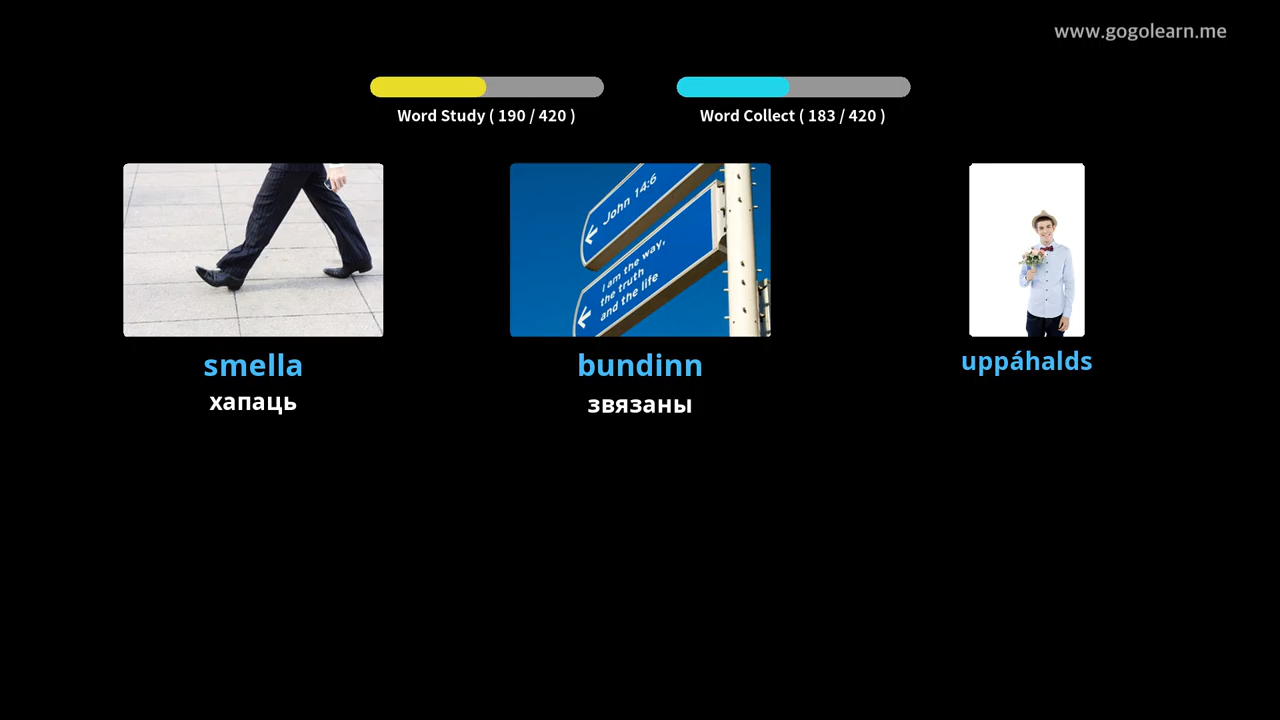 www.gogolearn.me
Word Study ( 190 / 420 )
Word Collect ( 183 / 420 )
John 14:6
I am the way,
the truth
and the life
smella
bundinn
uppáhalds
хапаць
звязаны